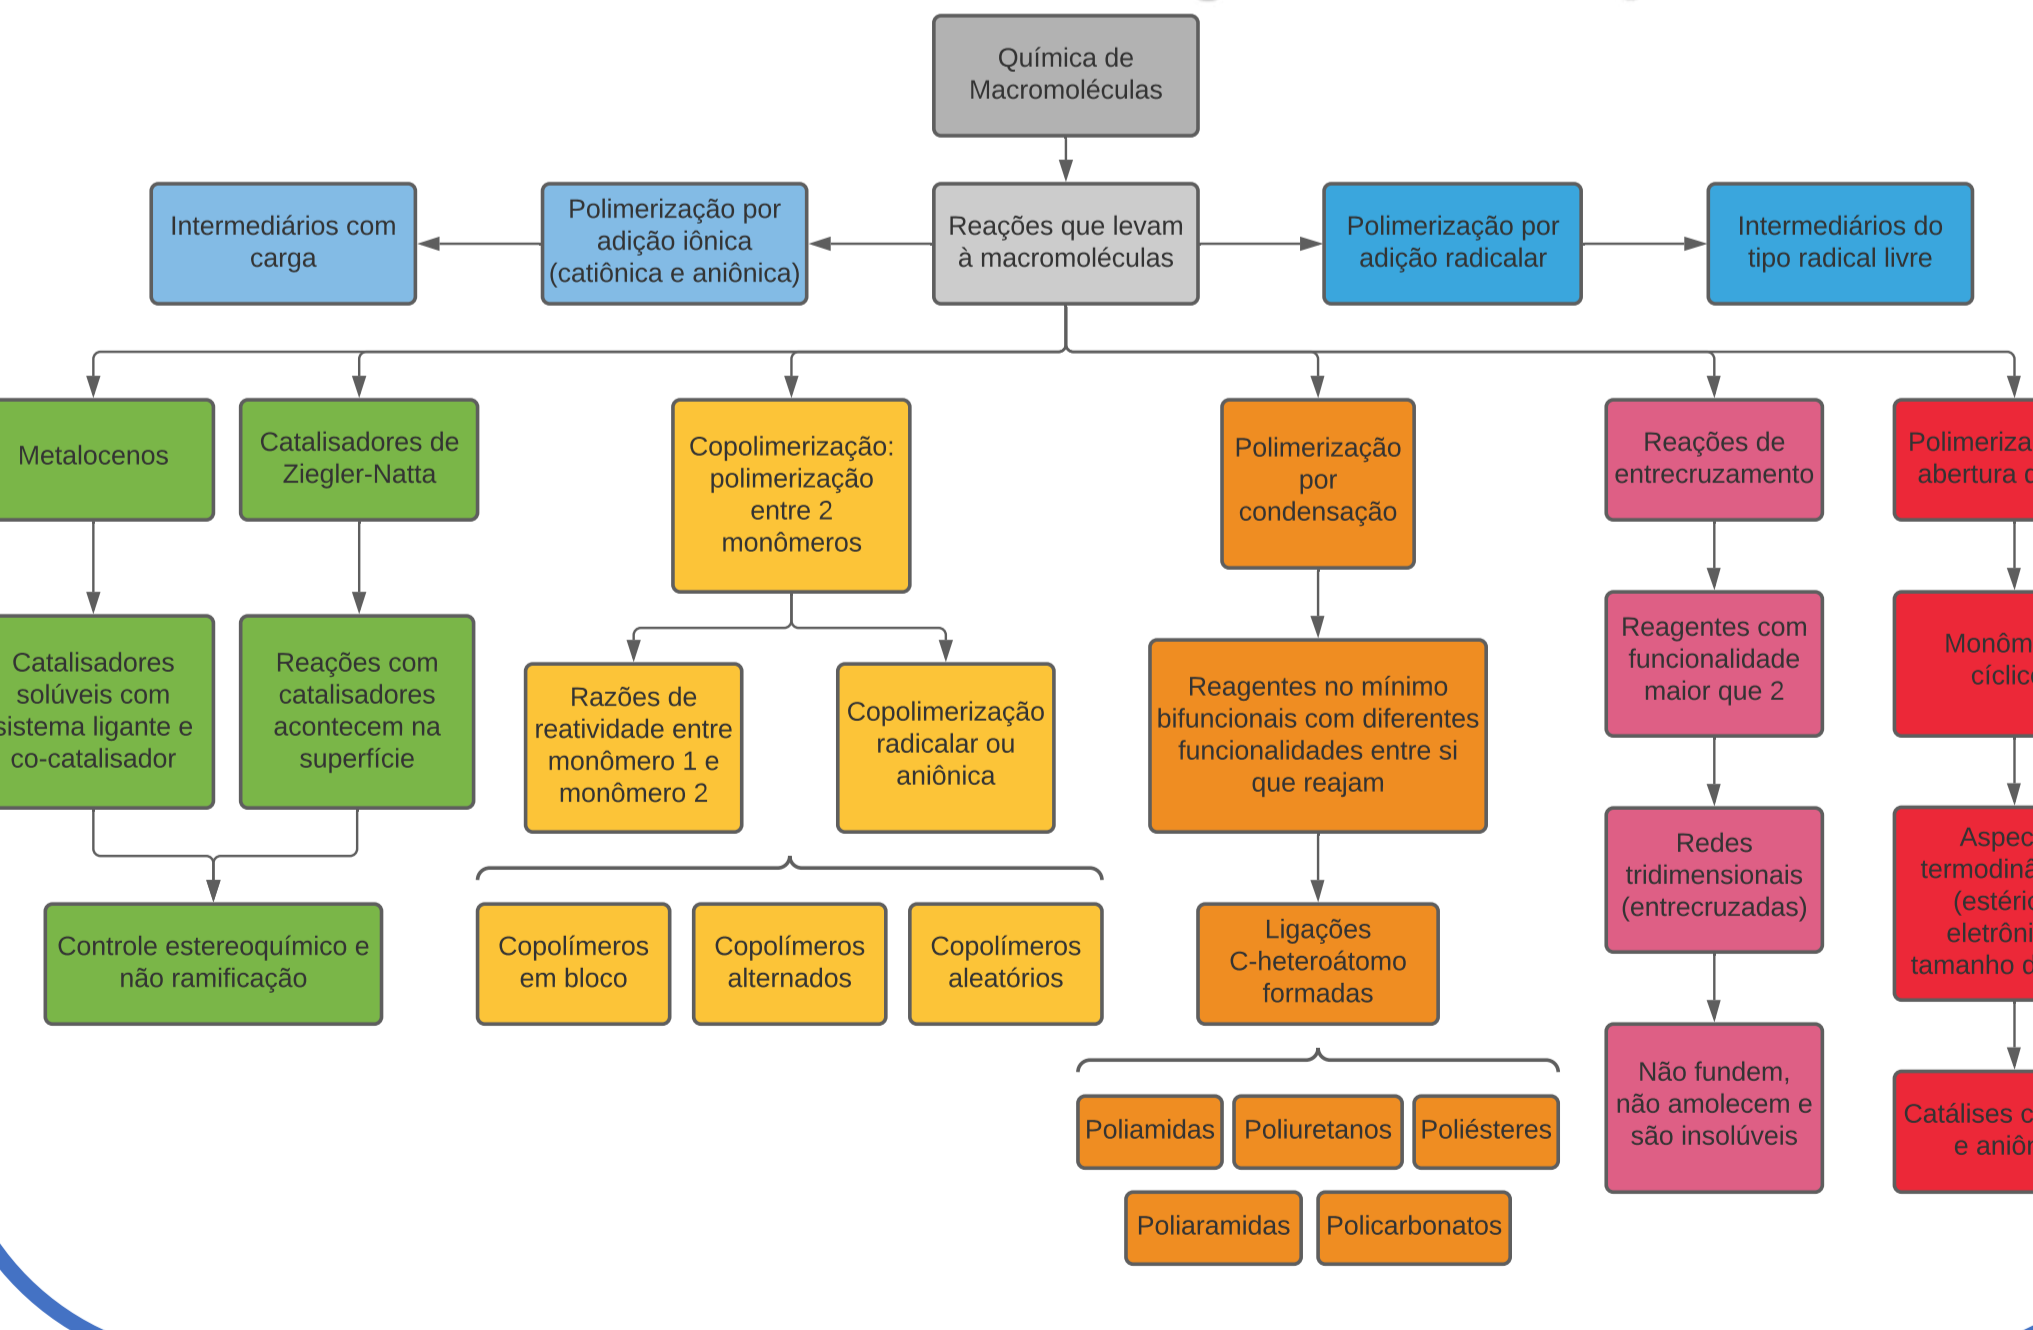 Química de
Macromoléculas
Intermediários com
carga
Polimerização por
adição iônica
(catiônica e aniônica)
Reações que levam
à macromoléculas
Polimerização por
adição radicalar
Intermediários do
tipo radical livre
Metalocenos
Catalisadores de
Ziegler-Natta
Copolimerização:
polimerização
entre 2
monômeros
Polimerização
por
condensação
Reações de
entrecruzamento
abertura
Catalisadores
solúveis com
sistema ligante e
co-catalisador
Reações com
catalisadores
acontecem na
superfície
Razões de
reatividade entre
monômero 1 e
monômero 2
Copolimerização
radicalar ou
aniônica
Reagentes no mínimo
bifuncionais com diferentes
funcionalidades entre si
que reajam
Reagentes com
funcionalidade
maior que 2
Redes
tridimensionais
(entrecruzadas)
tamanho
Controle estereoquímico e
não ramificação
Copolímeros
em bloco
Copolímeros
alternados
Copolímeros
aleatórios
Ligações
C-heteroátomo
formadas
Não fundem,
não amolecem e
são insolúveis
Catálises
e
Poliamidas
Poliuretanos
Poliésteres
Poliaramidas
Policarbonatos